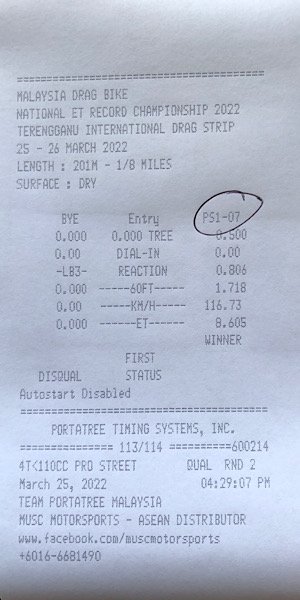 MALAYSIA DRAG BIKE
NATIONAL ET RECORD CHAMPIONSHIP 2022
TERENGGANU INTERNATIONAL DRAG STRIP
25 - 26 MARCH 2022
LENGTH : 201M - 1/8 MILES
SURFACE : DRY
BYE Entry PS1-07
0.000 0.000 TREE 0.500
0.00 DIAL-IN 0.00
-LB3- REACTION 0.806
0.000 -----60FT----- 1.718
0.00 -----KM/H----- 116.73
0.000 ------ET------ 8.605
WINNER
FIRST
DISQUAL STATUS
Autostart Disabled
PORTATREE TIMING SYSTEMS, INC.
============== 113/114 ==========600214
4T<110CC PRO STREET QUAL RND 2
March 25, 2022 04:29:07 PM
TEAM PORTATREE MALAYSIA
MUSC MOTORSPORTS - ASEAN DISTRIBUTOR
www.facebook.com/muscmotorsports
+6016-6681490